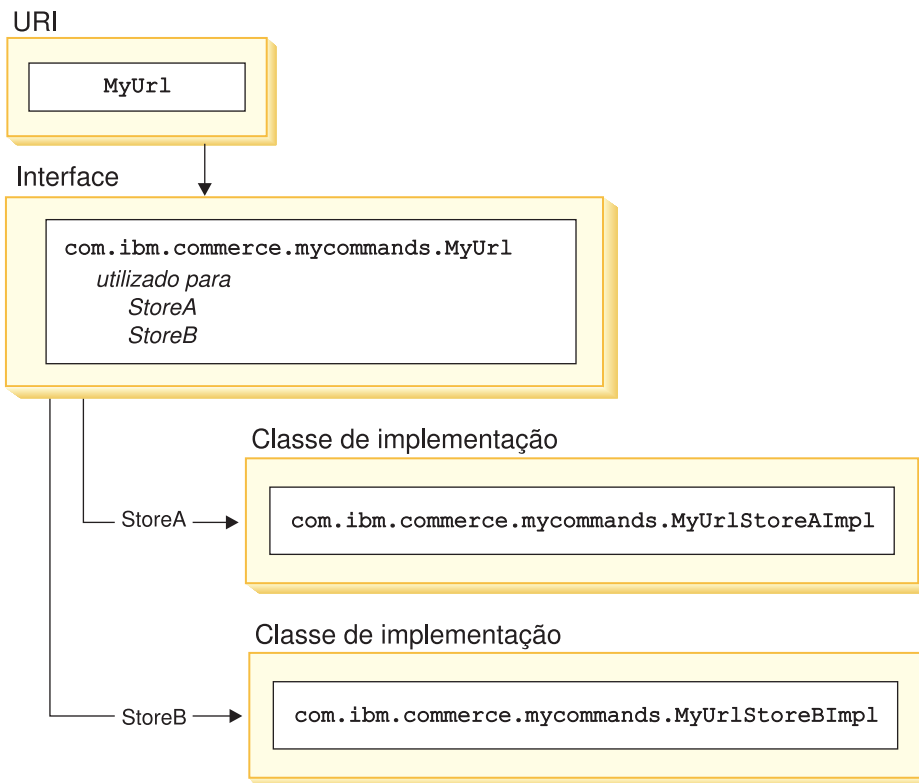 URI
MyUrl
Interface
com.ibm.commerce.mycommands.MyUrl
utilizado para
StoreA
StoreB
Classe de implementação
StoreA
com.ibm.commerce.mycommands.MyUrlStoreAImpl
Classe de implementação
StoreB
com.ibm.commerce.mycommands.MyUrlStoreBImpl